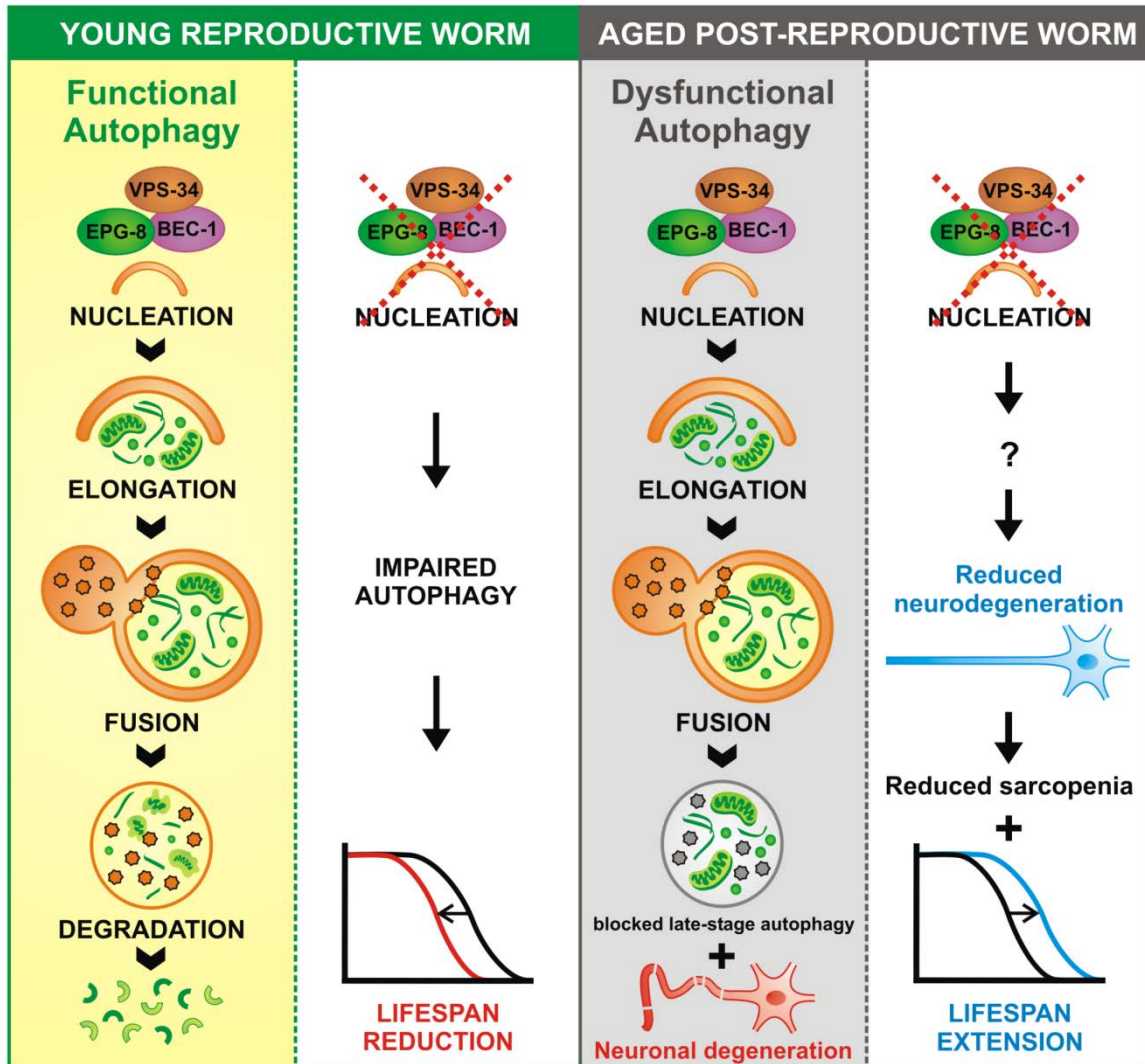 YOUNG REPRODUCTIVE WORM
Functional
Autophagy
VPS-34
EPG-8
BEC-1
NUCLEATION
ELONGATION
FUSION
DEGRADATION
VPS-34
EPG-8
BEC-1
NUCLEATION
IMPAIRED
AUTOPHAGY
LIFESPAN
REDUCTION
AGED POST-REPRODUCTIVE WORM
Dysfunctional
Autophagy
VPS-34
EPG-8
BEC-1
NUCLEATION
ELONGATION
FUSION
blocked late-stage autophagy
+
Neuronal degeneration
VPS-34
EPG-8
BEC-1
NUCLEATION
?
Reduced
neurodegeneration
Reduced sarcopenia
+
LIFESPAN
EXTENSION